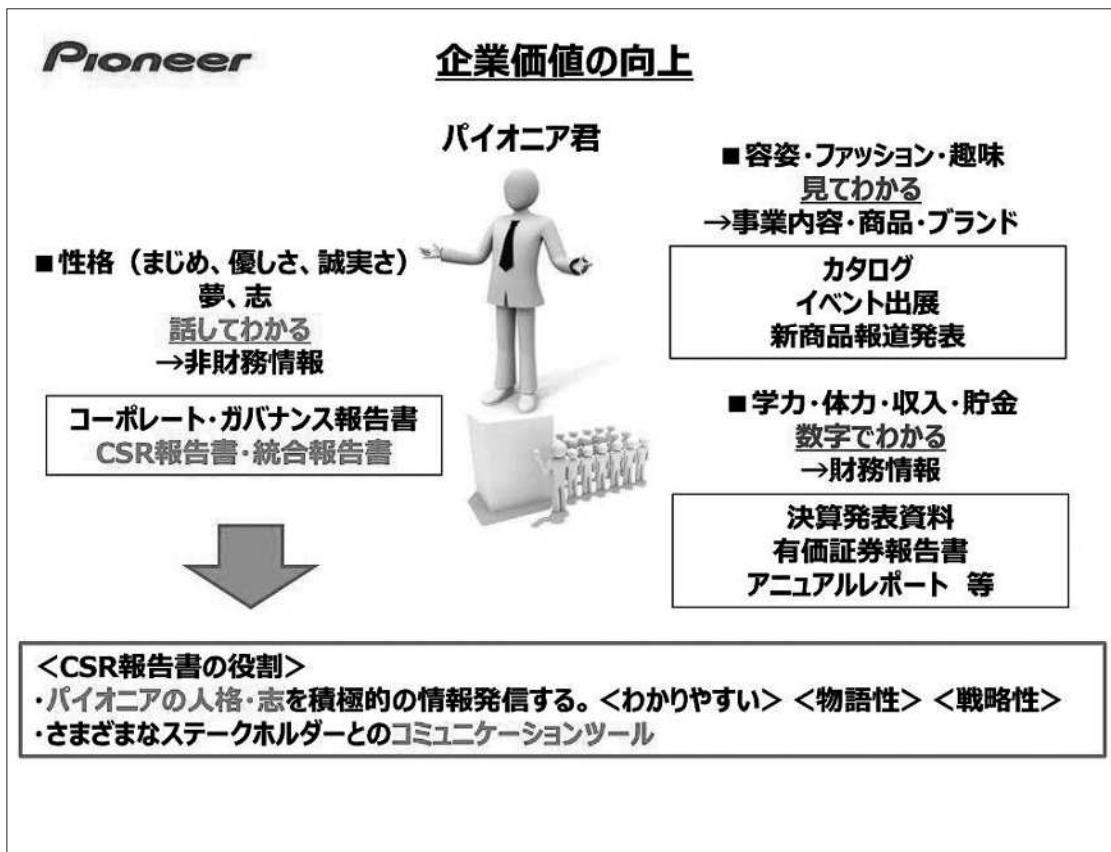 Pioneer
企業価値の向上
パイオニア君
■性格（まじめ、優しさ、誠実さ）
夢、志
話してわかる
→非財務情報
コーポレート・ガバナンス報告書
CSR報告書・統合報告書
■容姿・ファッション・趣味
見てわかる
→事業内容・商品・ブランド
カタログ
イベント出展
新商品報道発表
■学力・体力・収入・貯金
数字でわかる
→財務情報
決算発表資料
有価証券報告書
アニュアルレポート 等
＜CSR報告書の役割＞
・パイオニアの人格・志を積極的の情報発信する。＜わかりやすい＞＜物語性＞＜戦略性＞
・さまざまなステークホルダーとのコミュニケーションツール